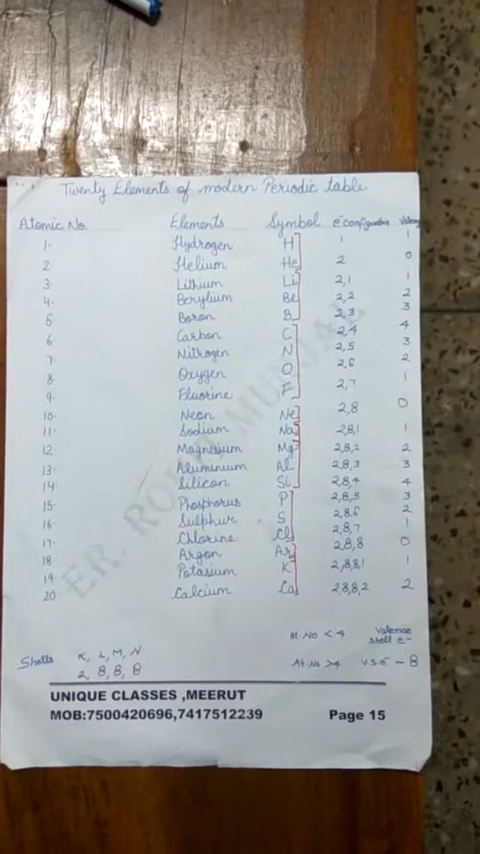 Twenty Elements of modern Periodic table
Atomic No. Elements Symbol e⁻ configuration Valency
1. Hydrogen H 1 1
2. Helium He 2 0
3. Lithium Li 2,1 1
4. Berylium Be 2,2 2
5. Boron B 2,3 3
6. Carbon C 2,4 4
7. Nitrogen N 2,5 3
8. Oxygen O 2,6 2
9. Fluorine F 2,7 1
10. Neon Ne 2,8 0
11. Sodium Na 2,8,1 1
12. Magnesium Mg 2,8,2 2
13. Aluminium Al 2,8,3 3
14. Silicon Si 2,8,4 4
15. Phosphorus P 2,8,5 3
16. Sulphur S 2,8,6 2
17. Chlorine Cl 2,8,7 1
18. Argon Ar 2,8,8 0
19. Potasium K 2,8,8,1 1
20 Calcium Ca 2,8,8,2 2
At. No < 4 Valence shell e-
Shells K, L, M, N
2, 8, 8, 8
At. No >4 v.s.e⁻ - 8
UNIQUE CLASSES ,MEERUT
MOB:7500420696,7417512239 Page 15